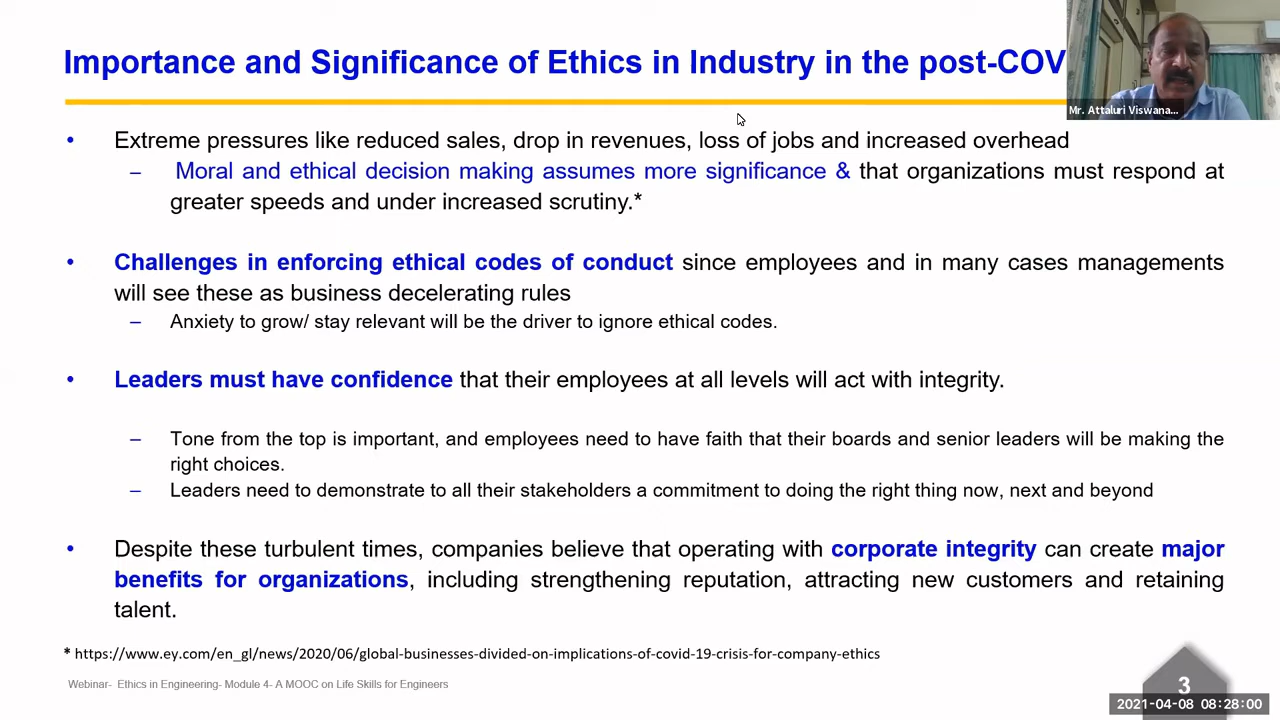 Importance and Significance of Ethics in Industry in the post-COV
Mr. Attaluri Viswana...
• Extreme pressures like reduced sales, drop in revenues, loss of jobs and increased overhead
– Moral and ethical decision making assumes more significance & that organizations must respond at
greater speeds and under increased scrutiny.*
• Challenges in enforcing ethical codes of conduct since employees and in many cases managements
will see these as business decelerating rules
– Anxiety to grow/ stay relevant will be the driver to ignore ethical codes.
• Leaders must have confidence that their employees at all levels will act with integrity.
– Tone from the top is important, and employees need to have faith that their boards and senior leaders will be making the
right choices.
– Leaders need to demonstrate to all their stakeholders a commitment to doing the right thing now, next and beyond
• Despite these turbulent times, companies believe that operating with corporate integrity can create major
benefits for organizations, including strengthening reputation, attracting new customers and retaining
talent.
* https://www.ey.com/en_gl/news/2020/06/global-businesses-divided-on-implications-of-covid-19-crisis-for-company-ethics
Webinar- Ethics in Engineering- Module 4- A MOOC on Life Skills for Engineers
3
2021-04-08 08:28:00